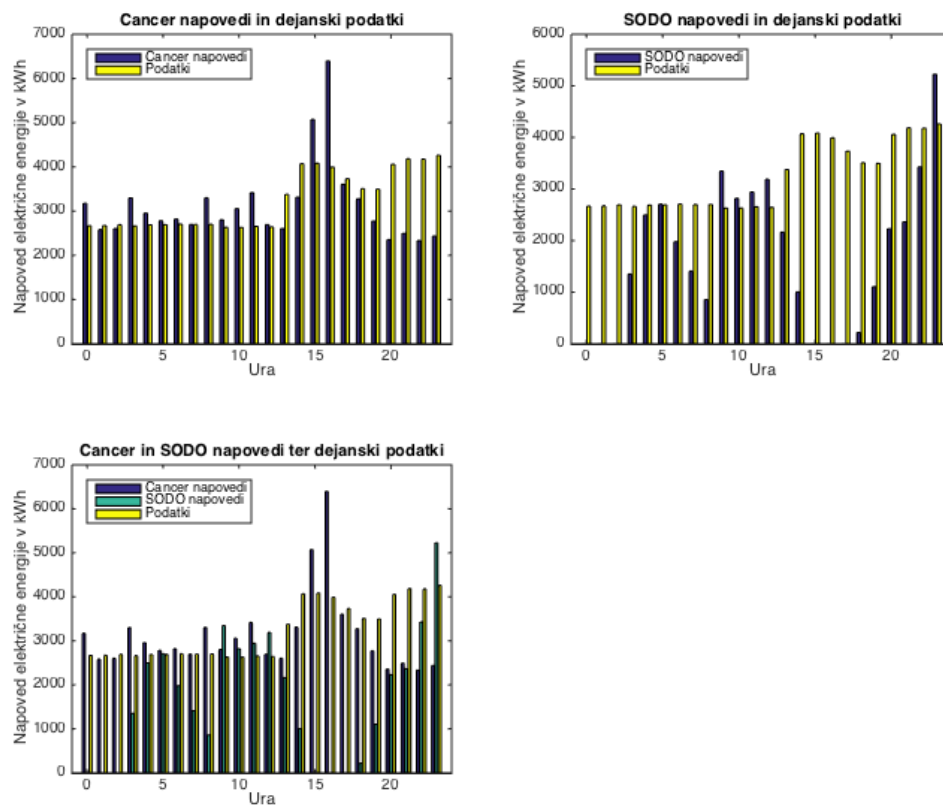 Cancer napovedi in dejanski podatki
7000
6000
5000
4000
3000
2000
1000
0
Napoved električne energije v kWh
Cancer napovedi
Podatki
0 5 10 15 20
Ura
SODO napovedi in dejanski podatki
6000
5000
4000
3000
2000
1000
0
Napoved električne energije v kWh
SODO napovedi
Podatki
0 5 10 15 20
Ura
Cancer in SODO napovedi ter dejanski podatki
7000
6000
5000
4000
3000
2000
1000
0
Napoved električne energije v kWh
Cancer napovedi
SODO napovedi
Podatki
0 5 10 15 20
Ura